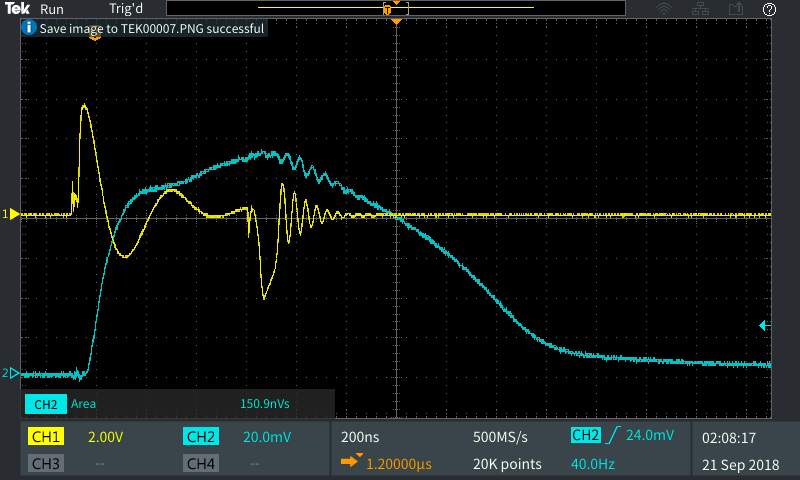 Tek Run Trig'd
T
?
i Save image to TEK00007.PNG successful
1
2
CH2 Area 150.9nVs
CH1 2.00V CH2 20.0mV 200ns 500MS/s CH2 24.0mV 02:08:17
CH3 -- CH4 -- 1.20000µs 20K points 40.0Hz 21 Sep 2018